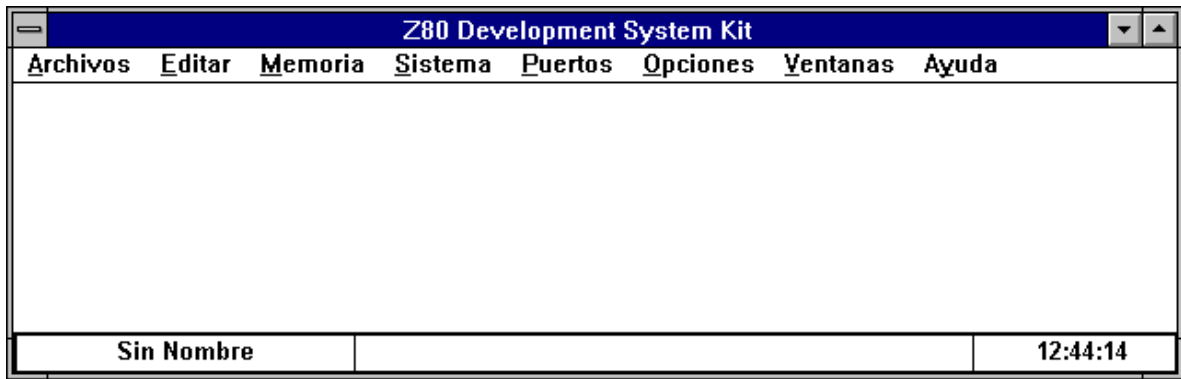 Z80 Development System Kit
Archivos Editar Memoria Sistema Puertos Opciones Ventanas Ayuda
Sin Nombre 12:44:14